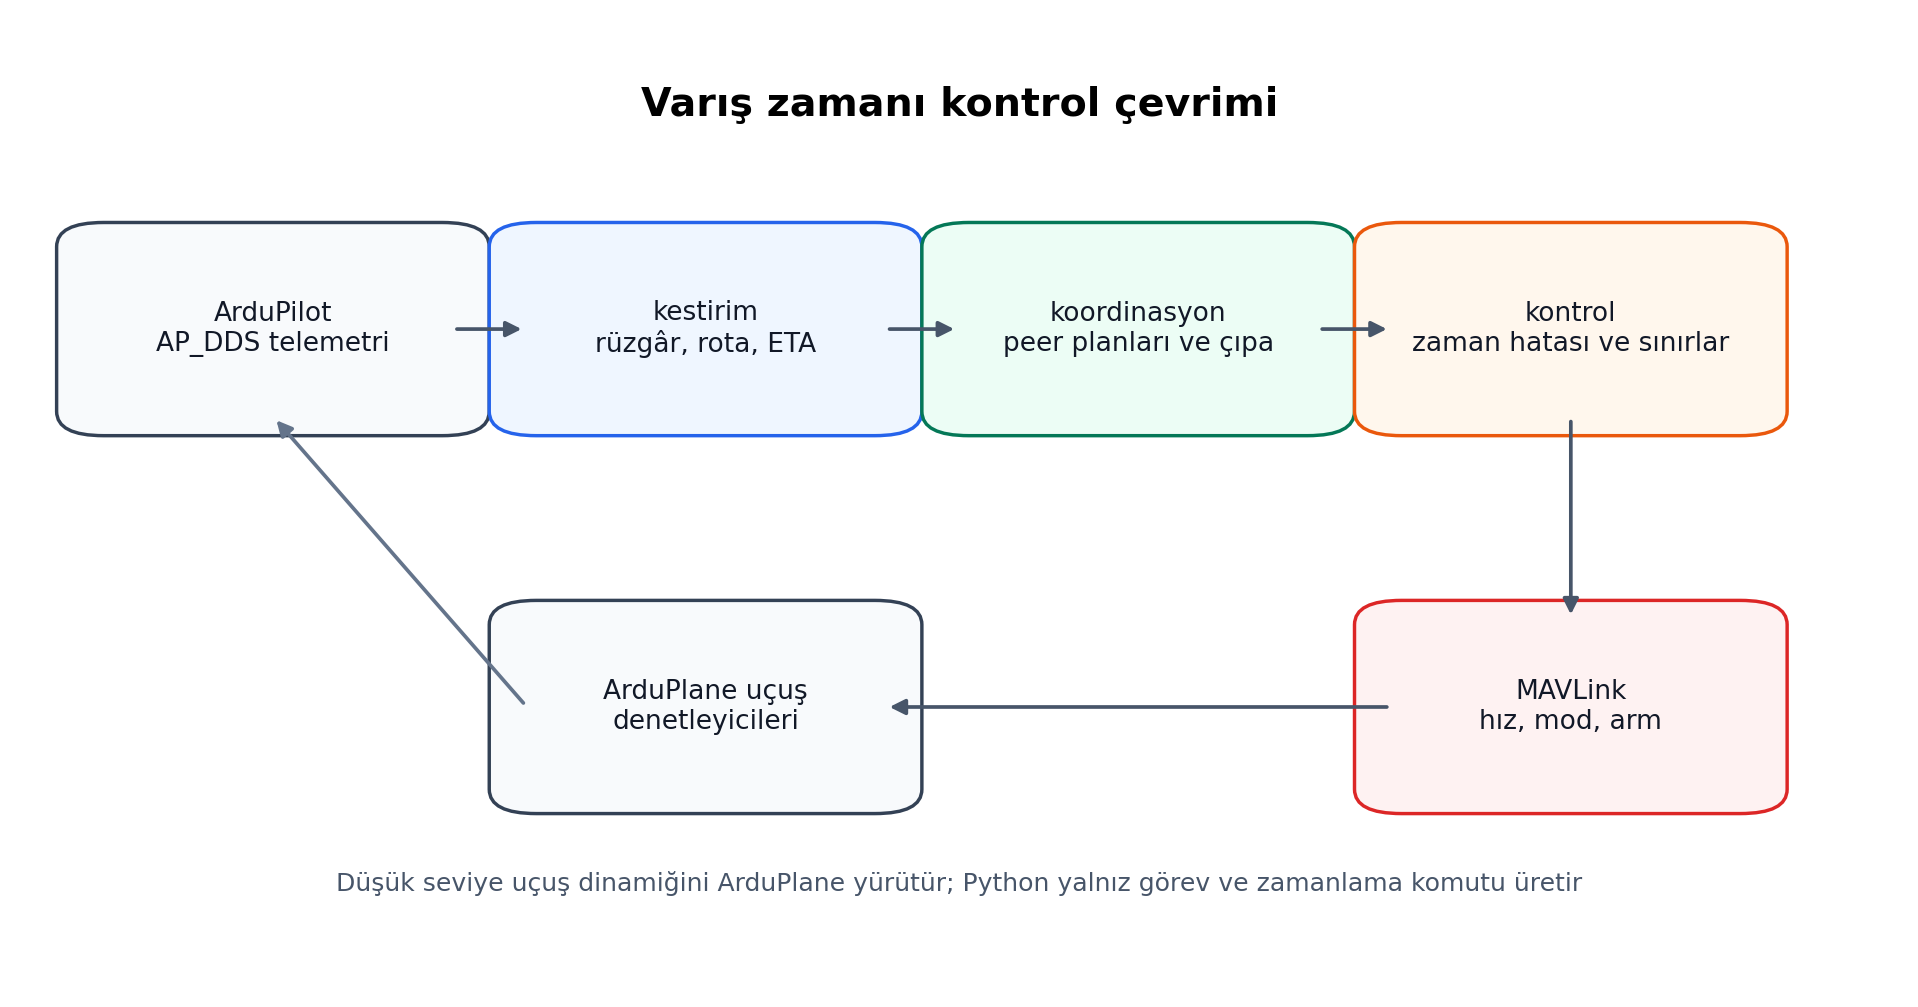 Varış zamanı kontrol çevrimi
ArduPilot
AP_DDS telemetri
kestirim
rüzgâr, rota, ETA
koordinasyon
peer planları ve çıpa
kontrol
zaman hatası ve sınırlar
ArduPlane uçuş
denetleyicileri
MAVLink
hız, mod, arm
Düşük seviye uçuş dinamiğini ArduPlane yürütür; Python yalnız görev ve zamanlama komutu üretir